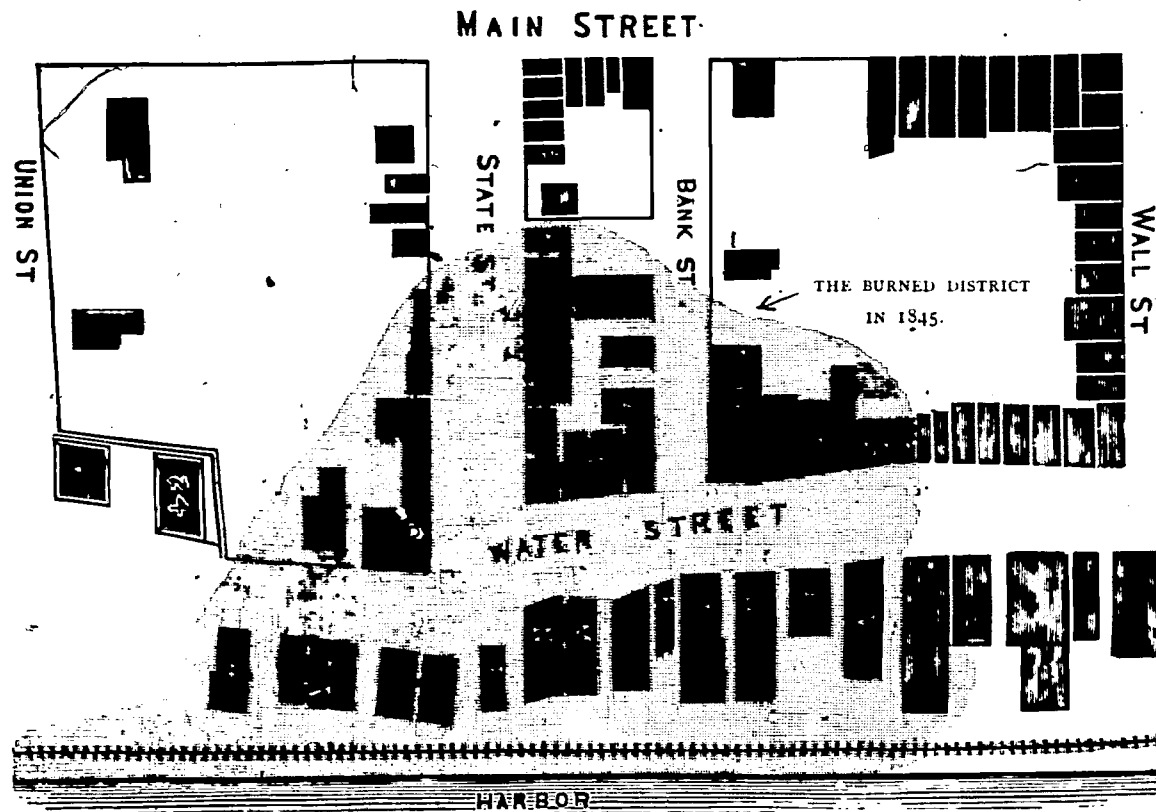 MAIN STREET
UNION ST
STATE ST
BANK ST
WALL ST
THE BURNED DISTRICT
IN 1845.
WATER STREET
HARBOR